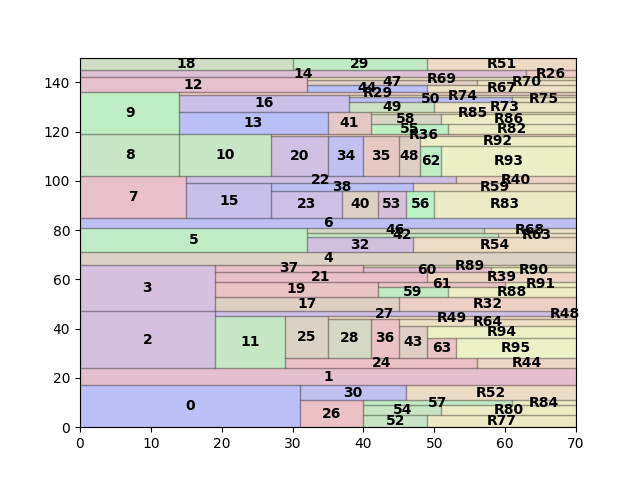 18 29 R51
14 R26
12 44 47 R69 R67 R70
R29
9 16 49 50 R74 R73 R75
13 41 58 55 R36 R85 R86 R82
8 10 20 34 35 48 62 R92 R93
22 R40
7 15 38 23 40 53 56 R59 R83
6
5 46 42 32 R68 R63 R54
4
3 37 60 R89 R90
21 R39 R91
19 59 61 R88
17 R32
27 R48
2 11 25 28 36 43 63 R49 R64 R94 R95
24 R44
1
0 30 R52
26 54 57 R84 R80
52 R77
0 20 40 60 80 100 120 140
0 10 20 30 40 50 60 70